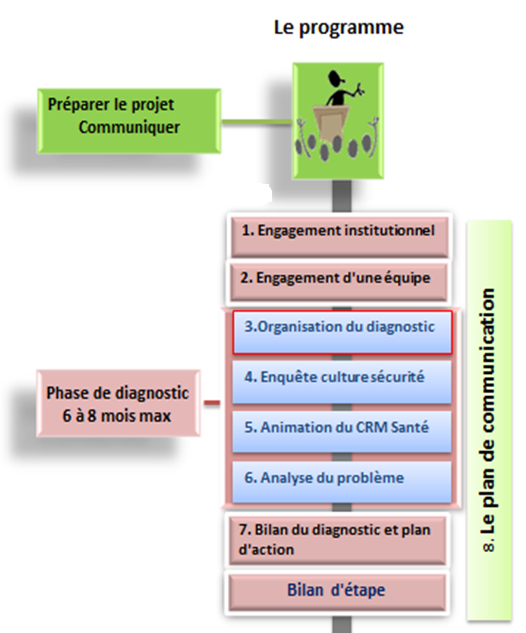 Le programme
Préparer le projet
Communiquer
1. Engagement institutionnel
2. Engagement d'une équipe
3.Organisation du diagnostic
4. Enquête culture sécurité
5. Animation du CRM Santé
6. Analyse du problème
Phase de diagnostic
6 à 8 mois max
7. Bilan du diagnostic et plan
d'action
Bilan d'étape
8. Le plan de communication